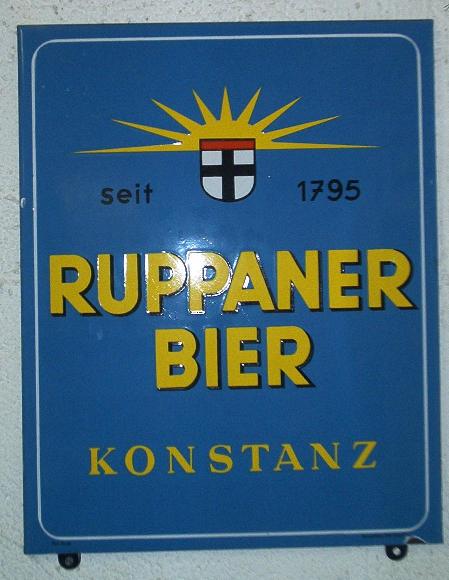 seit 1795
RUPPANER
BIER
KONSTANZ